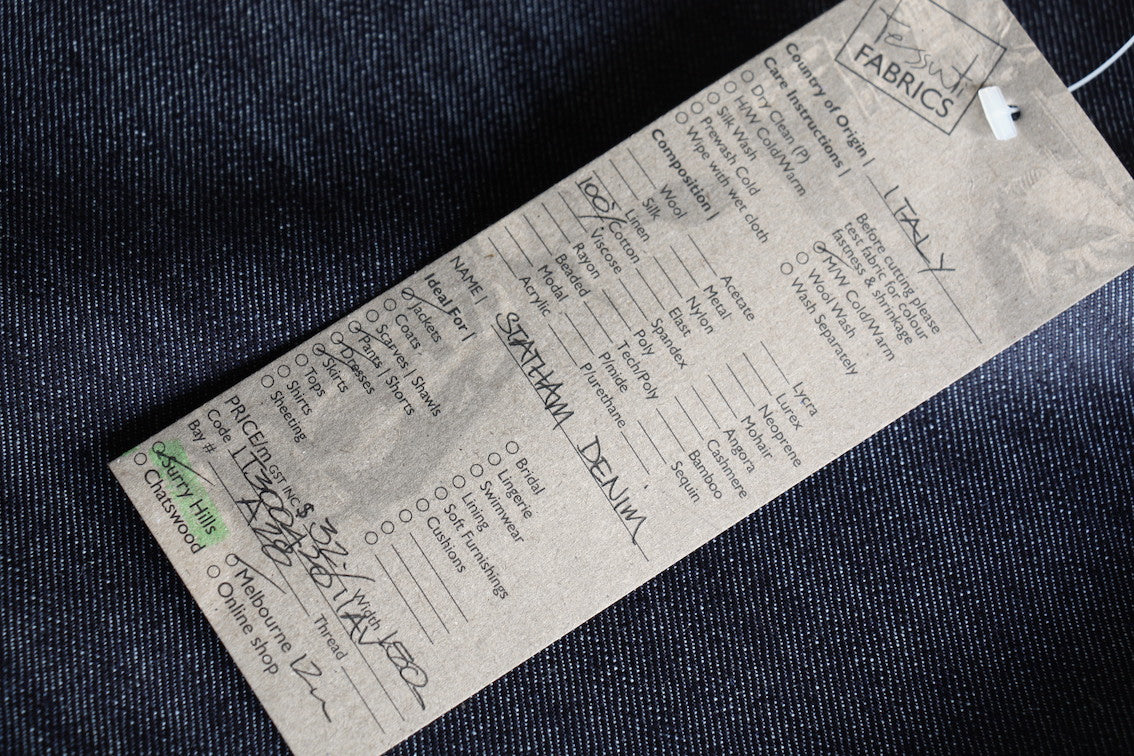 Tessuti
FABRICS
Country of Origin | ITALY
Care Instructions |
Before cutting please
test fabric for colour
fastness & shrinkage
Dry Clean (P)
H/W Cold/Warm
Silk Wash
Prewash Cold
Wipe with wet cloth
M/W Cold/Warm
Wool Wash
Wash Separately
Composition |
Wool
Silk
Linen
100% Cotton
Viscose
Rayon
Beaded
Modal
Acrylic
Acetate
Metal
Nylon
Elast
Spandex
Poly
Tech/Poly
P/mide
P/urethane
Lycra
Lurex
Neoprene
Mohair
Angora
Cashmere
Bamboo
Sequin
NAME | STATHAM DENIM
Ideal For |
Jackets
Coats
Scarves | Shawls
Pants | Shorts
Dresses
Skirts
Tops
Shirts
Sheeting
Bridal
Lingerie
Swimwear
Lining
Soft Furnishings
Cushions
PRICE/m GST INC $ 32.- Width
Code
Bay # Thread
Surry Hills
Chatswood
Melbourne
Online shop